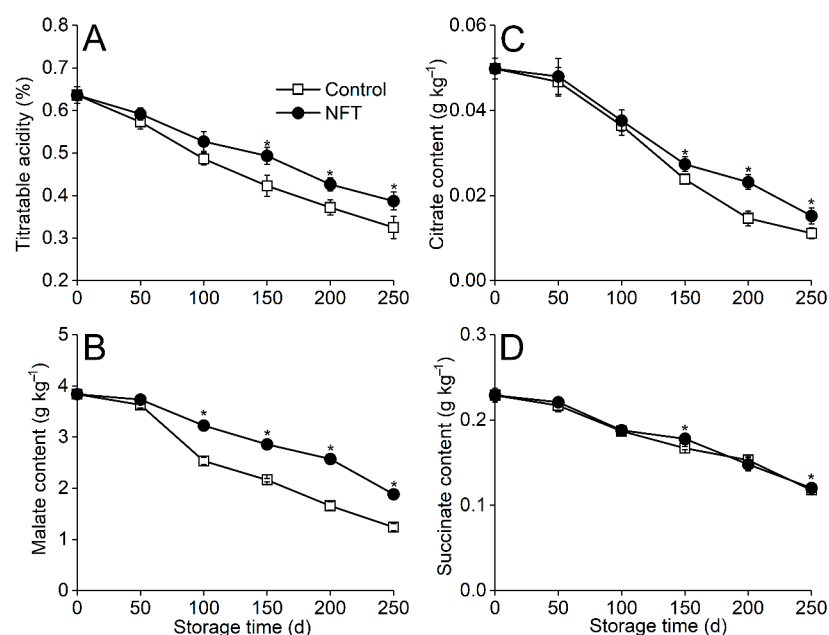 A
Titratable acidity (%)
0.8
0.7
0.6
0.5
0.4
0.3
0.2
Control
NFT
*
*
*
0 50 100 150 200 250
C
Citrate content (g kg⁻¹)
0.06
0.04
0.02
0.00
*
*
*
0 50 100 150 200 250
B
Malate content (g kg⁻¹)
5
4
3
2
1
0
*
*
*
*
0 50 100 150 200 250
Storage time (d)
D
Succinate content (g kg⁻¹)
0.3
0.2
0.1
0.0
*
*
0 50 100 150 200 250
Storage time (d)